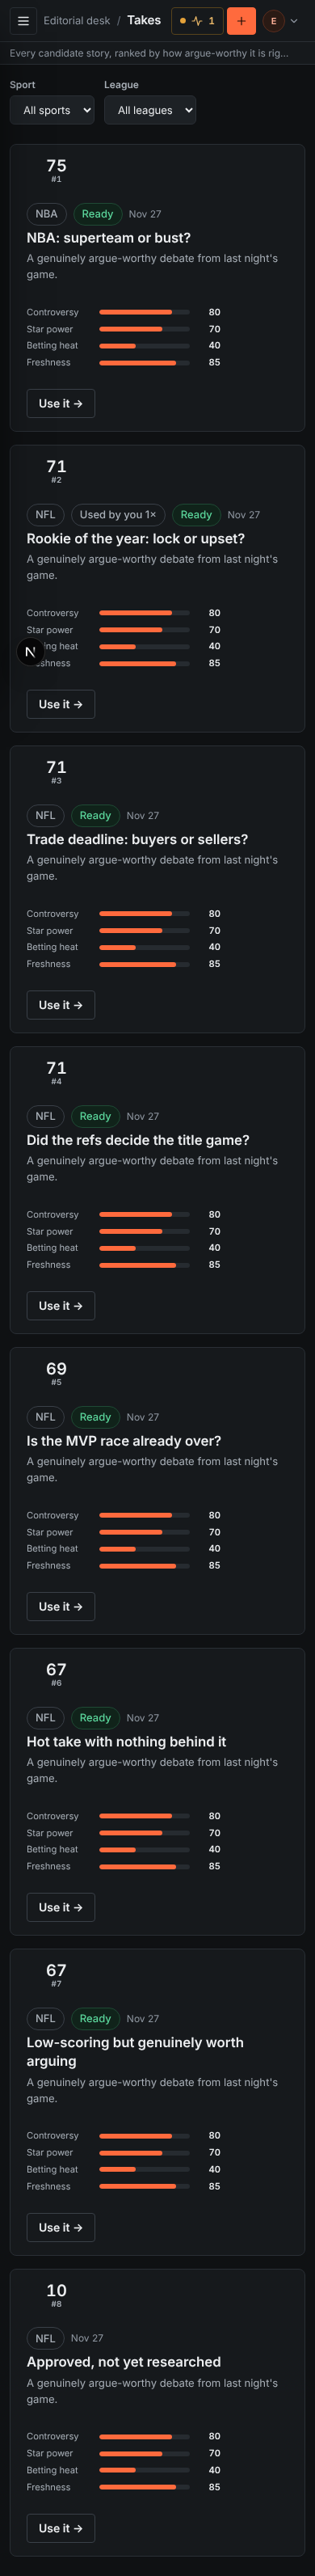 Editorial desk / Takes 1 + E
Every candidate story, ranked by how argue-worthy it is rig...
Sport League
All sports All leagues
75
#1
NBA Ready Nov 27
NBA: superteam or bust?
A genuinely argue-worthy debate from last night's
game.
Controversy 80
Star power 70
Betting heat 40
Freshness 85
Use it →
71
#2
NFL Used by you 1× Ready Nov 27
Rookie of the year: lock or upset?
A genuinely argue-worthy debate from last night's
game.
Controversy 80
Star power 70
N ng heat 40
shness 85
Use it →
71
#3
NFL Ready Nov 27
Trade deadline: buyers or sellers?
A genuinely argue-worthy debate from last night's
game.
Controversy 80
Star power 70
Betting heat 40
Freshness 85
Use it →
71
#4
NFL Ready Nov 27
Did the refs decide the title game?
A genuinely argue-worthy debate from last night's
game.
Controversy 80
Star power 70
Betting heat 40
Freshness 85
Use it →
69
#5
NFL Ready Nov 27
Is the MVP race already over?
A genuinely argue-worthy debate from last night's
game.
Controversy 80
Star power 70
Betting heat 40
Freshness 85
Use it →
67
#6
NFL Ready Nov 27
Hot take with nothing behind it
A genuinely argue-worthy debate from last night's
game.
Controversy 80
Star power 70
Betting heat 40
Freshness 85
Use it →
67
#7
NFL Ready Nov 27
Low-scoring but genuinely worth
arguing
A genuinely argue-worthy debate from last night's
game.
Controversy 80
Star power 70
Betting heat 40
Freshness 85
Use it →
10
#8
NFL Nov 27
Approved, not yet researched
A genuinely argue-worthy debate from last night's
game.
Controversy 80
Star power 70
Betting heat 40
Freshness 85
Use it →